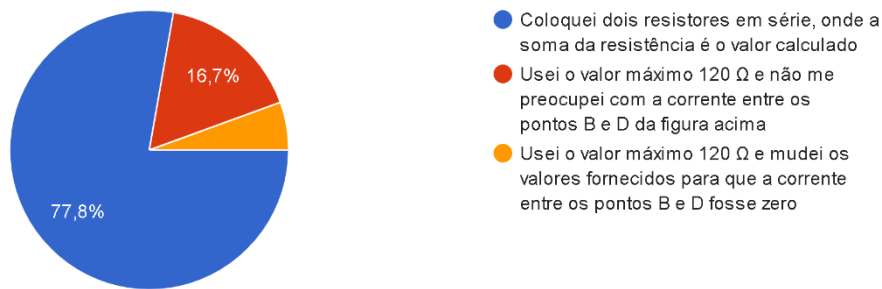 Coloquei dois resistores em série, onde a
soma da resistência é o valor calculado
Usei o valor máximo 120 Ω e não me
preocupei com a corrente entre os
pontos B e D da figura acima
Usei o valor máximo 120 Ω e mudei os
valores fornecidos para que a corrente
entre os pontos B e D fosse zero
16,7%
77,8%